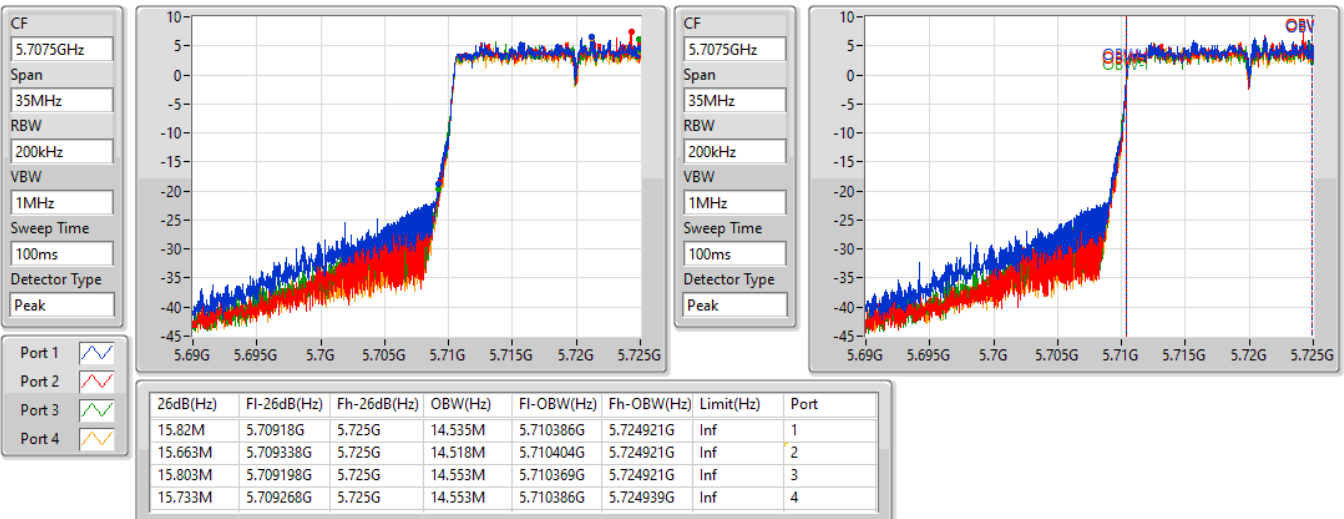 CF
5.7075GHz
Span
35MHz
RBW
200kHz
VBW
1MHz
Sweep Time
100ms
Detector Type
Peak
10
5
0
-5
-10
-15
-20
-25
-30
-35
-40
-45
5.69G 5.695G 5.7G 5.705G 5.71G 5.715G 5.72G 5.725G
CF
5.7075GHz
Span
35MHz
RBW
200kHz
VBW
1MHz
Sweep Time
100ms
Detector Type
Peak
10
5
0
-5
-10
-15
-20
-25
-30
-35
-40
-45
OBV
5.69G 5.695G 5.7G 5.705G 5.71G 5.715G 5.72G 5.725G
Port 1
Port 2
Port 3
Port 4
26dB(Hz) Fl-26dB(Hz) Fh-26dB(Hz) OBW(Hz) Fl-OBW(Hz) Fh-OBW(Hz) Limit(Hz) Port
15.82M 5.70918G 5.725G 14.535M 5.710386G 5.724921G Inf 1
15.663M 5.709338G 5.725G 14.518M 5.710404G 5.724921G Inf 2
15.803M 5.709198G 5.725G 14.553M 5.710369G 5.724921G Inf 3
15.733M 5.709268G 5.725G 14.553M 5.710386G 5.724939G Inf 4